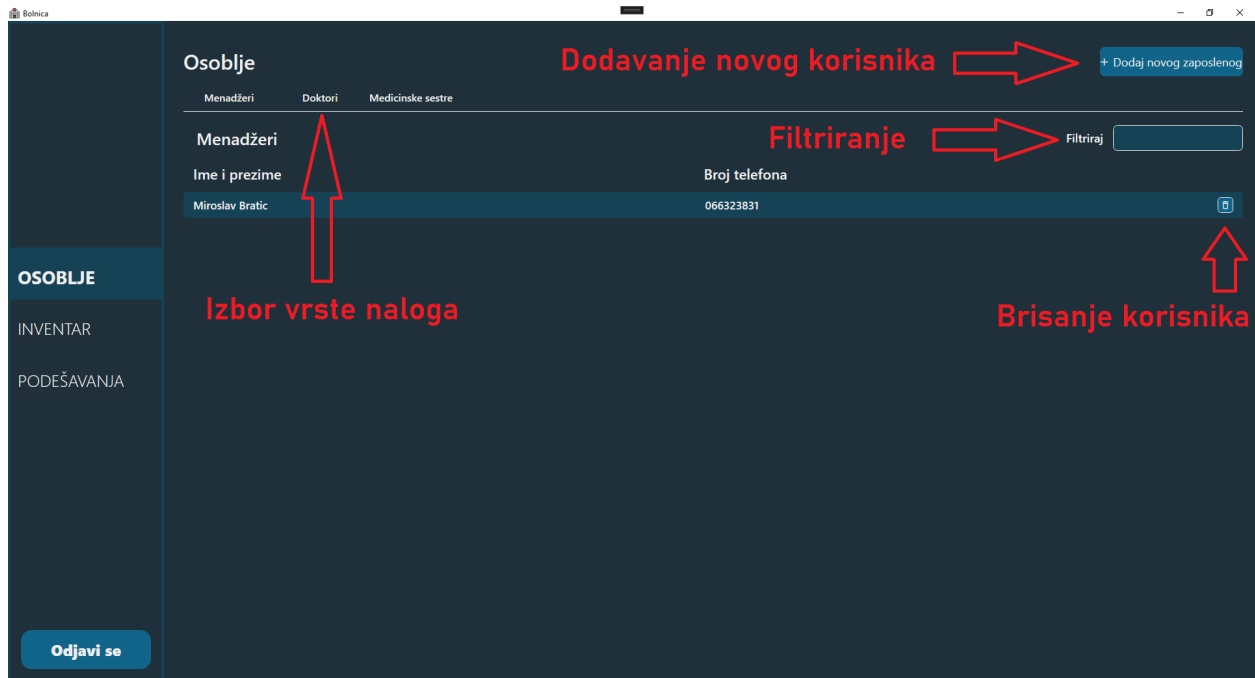 Bolnica
Osoblje
Dodavanje novog korisnika
+ Dodaj novog zaposlenog
Menadžeri Doktori Medicinske sestre
Menadžeri
Filtriranje
Filtriraj
Ime i prezime Broj telefona
Miroslav Bratic 066323831
OSOBLJE
Izbor vrste naloga
Brisanje korisnika
INVENTAR
PODEŠAVANJA
Odjavi se